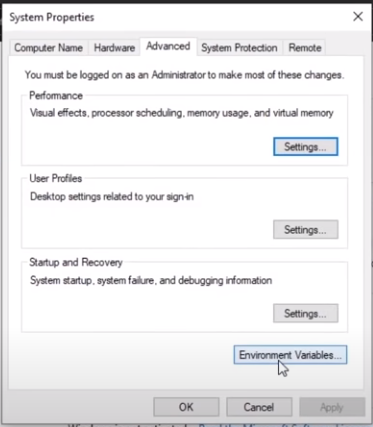 System Properties
Computer Name
Hardware
Advanced
System Protection
Remote
You must be logged on as an Administrator to make most of these changes.
Performance
Visual effects, processor scheduling, memory usage, and virtual memory
Settings...
User Profiles
Desktop settings related to your sign-in
Settings...
Startup and Recovery
System startup, system failure, and debugging information
Settings...
Environment Variables...
OK
Cancel
Apply